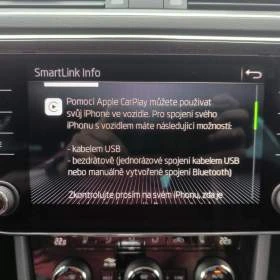 SmartLink Info
Pomocí Apple CarPlay můžete používat
svůj iPhone ve vozidle. Pro spojení svého
iPhonu s vozidlem máte následující možnosti:
- kabelem USB
- bezdrátově (jednorázové spojení kabelem USB
nebo manuálně vytvořené spojení Bluetooth)
Zkontrolujte prosím na svém iPhonu, zda je